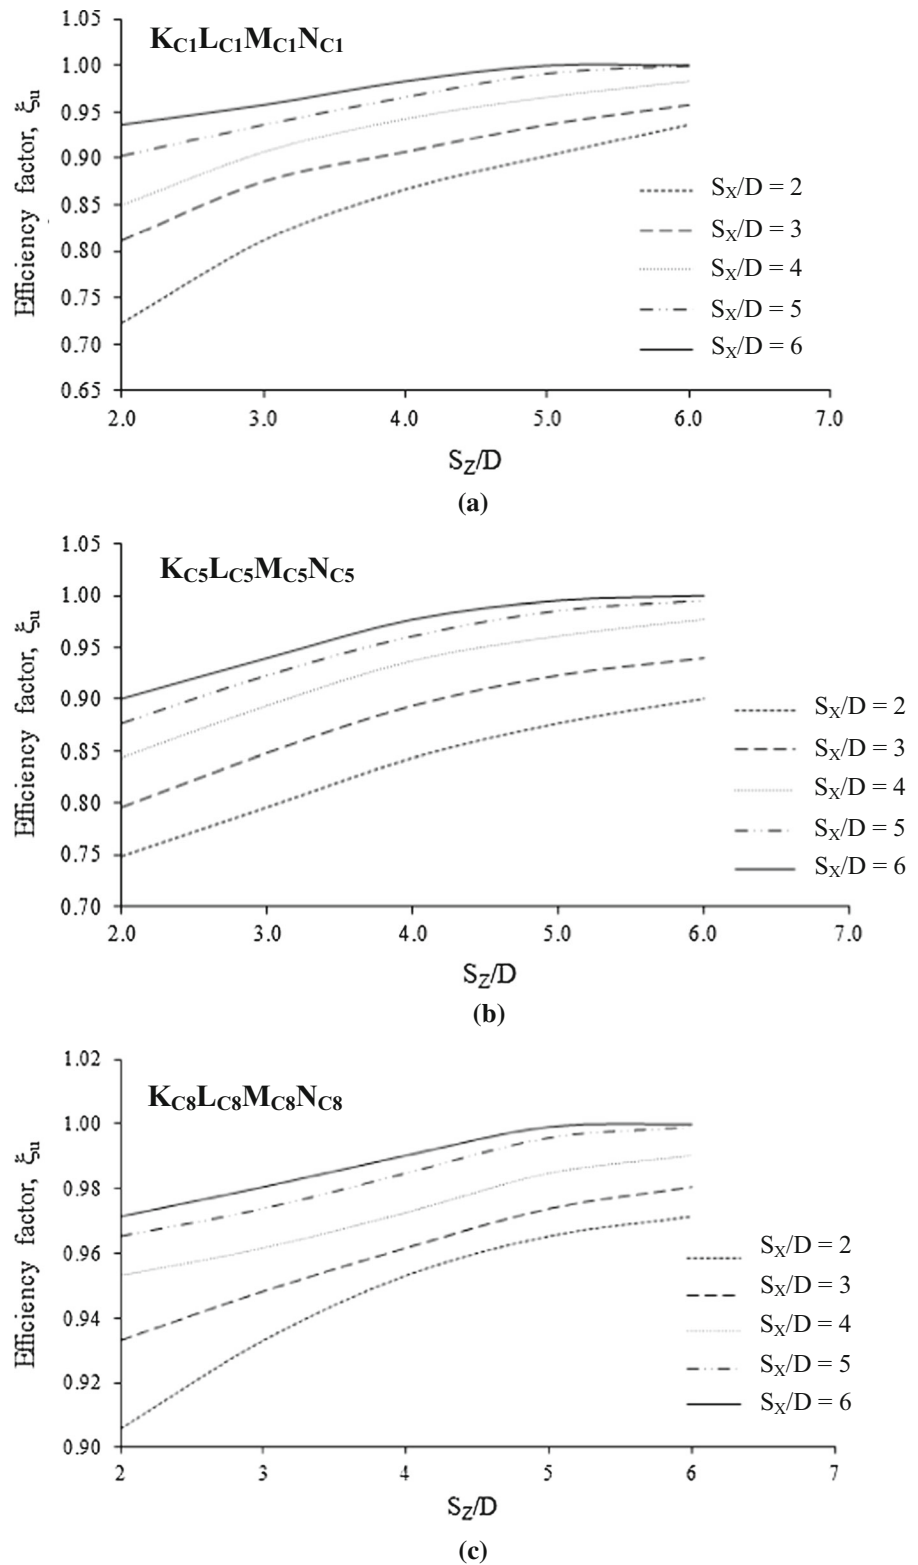 K_C1L_C1M_C1N_C1
Efficiency factor, ξ_u
1.05
1.00
0.95
0.90
0.85
0.80
0.75
0.70
0.65
S_X/D = 2
S_X/D = 3
S_X/D = 4
S_X/D = 5
S_X/D = 6
2.0 3.0 4.0 5.0 6.0 7.0
S_Z/D
(a)
K_C5L_C5M_C5N_C5
Efficiency factor, ξ_u
1.05
1.00
0.95
0.90
0.85
0.80
0.75
0.70
S_X/D = 2
S_X/D = 3
S_X/D = 4
S_X/D = 5
S_X/D = 6
2.0 3.0 4.0 5.0 6.0 7.0
S_Z/D
(b)
K_C8L_C8M_C8N_C8
Efficiency factor, ξ_u
1.02
1.00
0.98
0.96
0.94
0.92
0.90
S_X/D = 2
S_X/D = 3
S_X/D = 4
S_X/D = 5
S_X/D = 6
2 3 4 5 6 7
S_Z/D
(c)